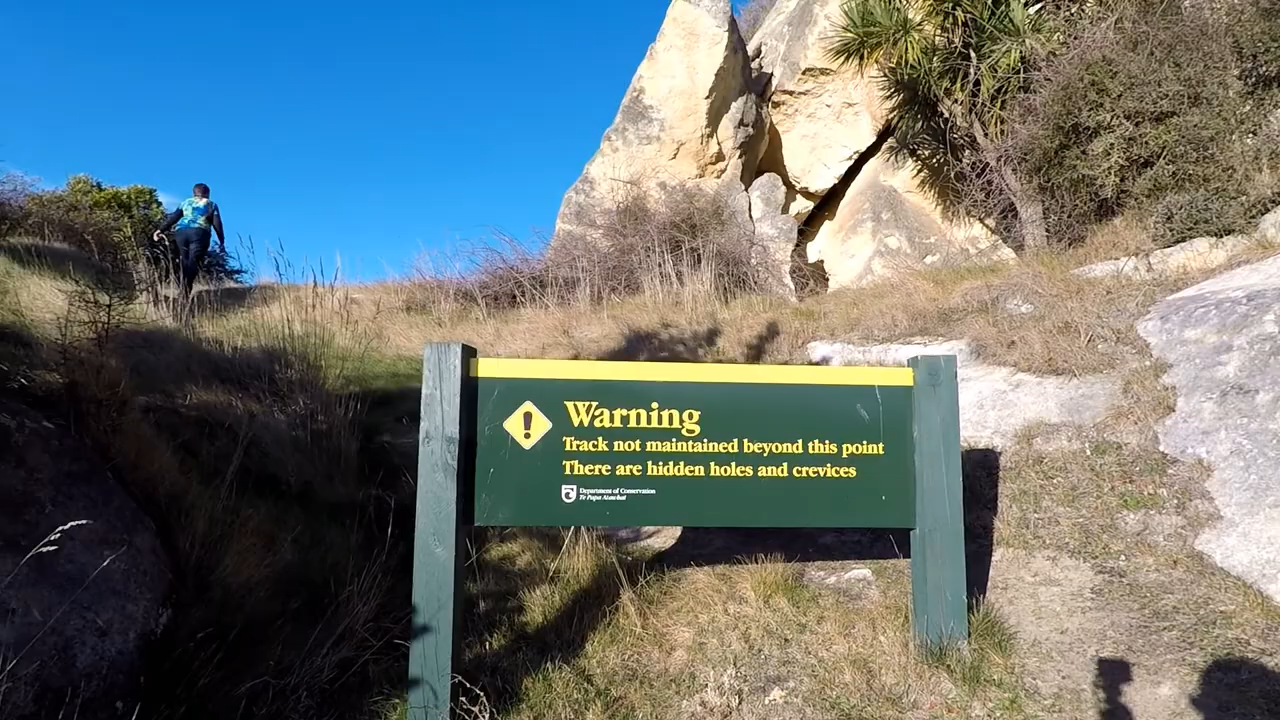 Warning
Track not maintained beyond this point
There are hidden holes and crevices
Department of Conservation
Te Papa Atawhai